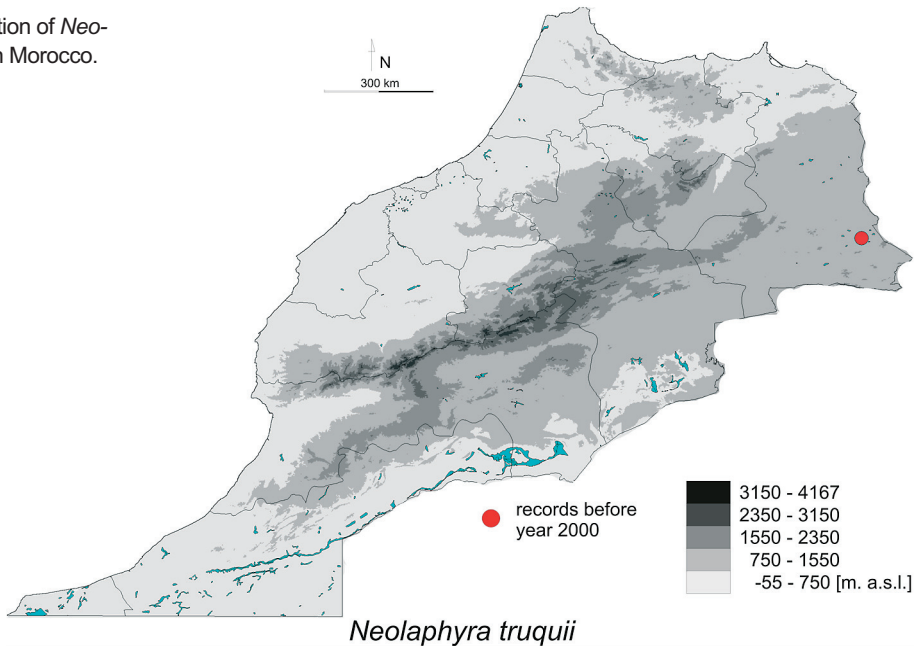 tion of Neo-
n Morocco.
N
300 km
records before
year 2000
3150 - 4167
2350 - 3150
1550 - 2350
750 - 1550
-55 - 750 [m. a.s.l.]
Neolaphyra truquii